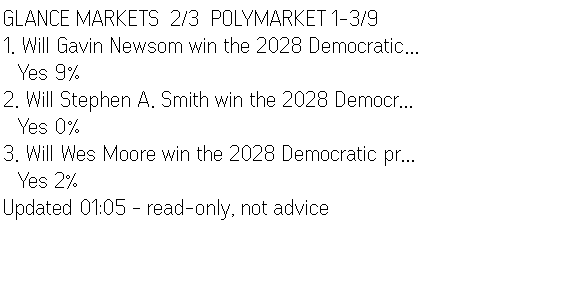 GLANCE MARKETS 2/3 POLYMARKET 1-3/9
1. Will Gavin Newsom win the 2028 Democratic...
Yes 9%
2. Will Stephen A. Smith win the 2028 Democr...
Yes 0%
3. Will Wes Moore win the 2028 Democratic pr...
Yes 2%
Updated 01:05 - read-only, not advice